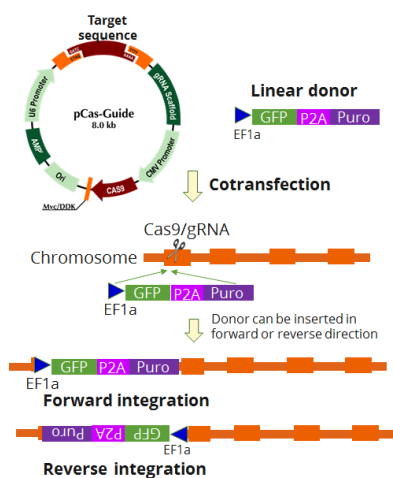 Target
sequence
gRNA Scaffold
U6 Promoter
pCas-Guide
8.0 kb
AMP
CMV Promoter
Ori
CAS9
Myc/DDK
Linear donor
GFP P2A Puro
EF1a
Cotransfection
Cas9/gRNA
Chromosome
GFP P2A Puro
EF1a
Donor can be inserted in
forward or reverse direction
GFP P2A Puro
EF1a
Forward integration
Puro P2A GFP
EF1a
Reverse integration